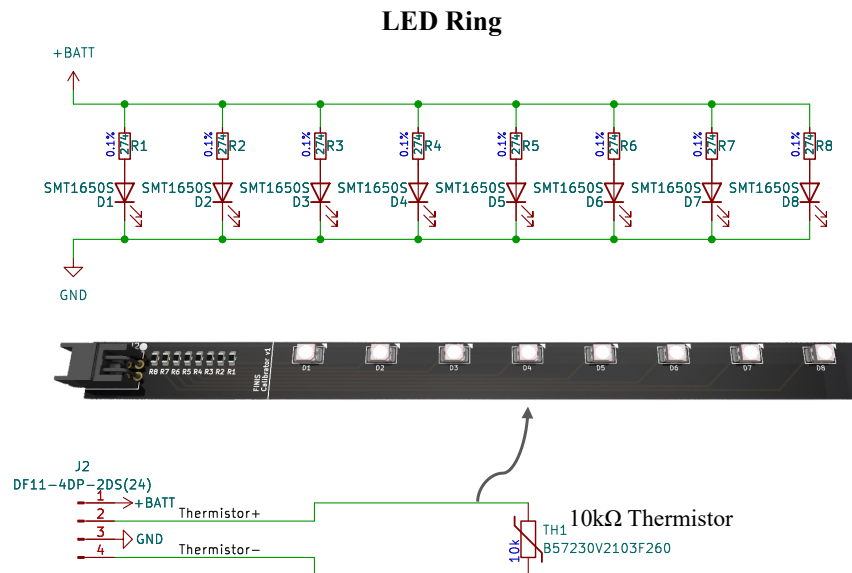 LED Ring
+BATT
0.1% 274 R1 0.1% 274 R2 0.1% 274 R3 0.1% 274 R4 0.1% 274 R5 0.1% 274 R6 0.1% 274 R7 0.1% 274 R8
SMT1650S SMT1650S SMT1650S SMT1650S SMT1650S SMT1650S SMT1650S SMT1650S
D1 D2 D3 D4 D5 D6 D7 D8
GND
J2
R8 R7 R6 R5 R4 R3 R2 R1
FINIS
Calibrator v1
D1 D2 D3 D4 D5 D6 D7 D8
J2
DF11-4DP-2DS(24)
1 +BATT
2 Thermistor+
3 GND
4 Thermistor-
10kΩ Thermistor
TH1
10k B57230V2103F260